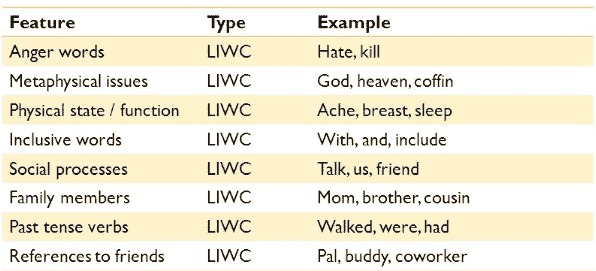 Feature Type Example
Anger words LIWC Hate, kill
Metaphysical issues LIWC God, heaven, coffin
Physical state / function LIWC Ache, breast, sleep
Inclusive words LIWC With, and, include
Social processes LIWC Talk, us, friend
Family members LIWC Mom, brother, cousin
Past tense verbs LIWC Walked, were, had
References to friends LIWC Pal, buddy, coworker